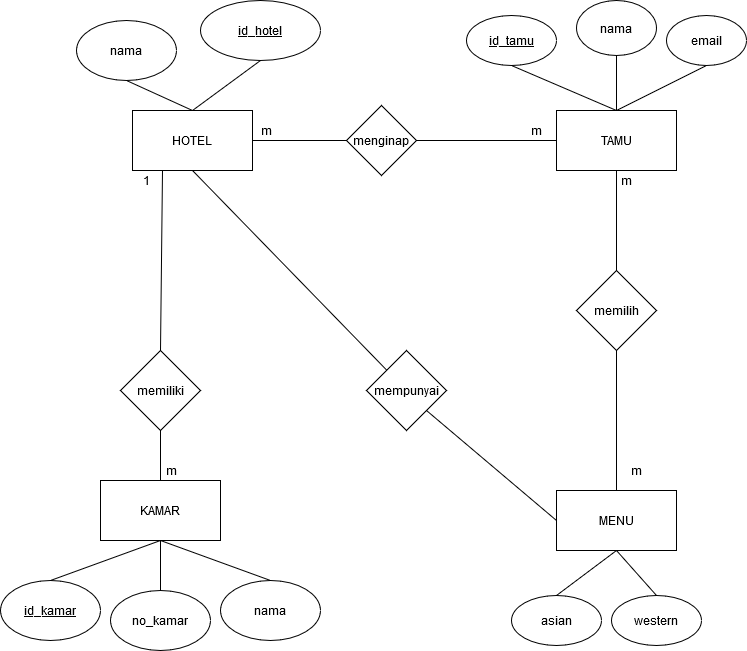 id_hotel
nama
id_tamu
nama
email
HOTEL
m
menginap
m
TAMU
1
m
memilih
memiliki
mempunyai
m
m
KAMAR
MENU
id_kamar
no_kamar
nama
asian
western